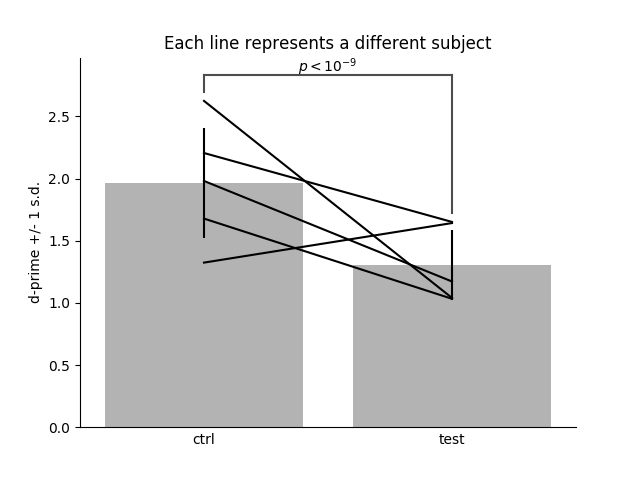 Each line represents a different subject
p < 10⁻⁹
d-prime +/- 1 s.d.
2.5
2.0
1.5
1.0
0.5
0.0
ctrl test